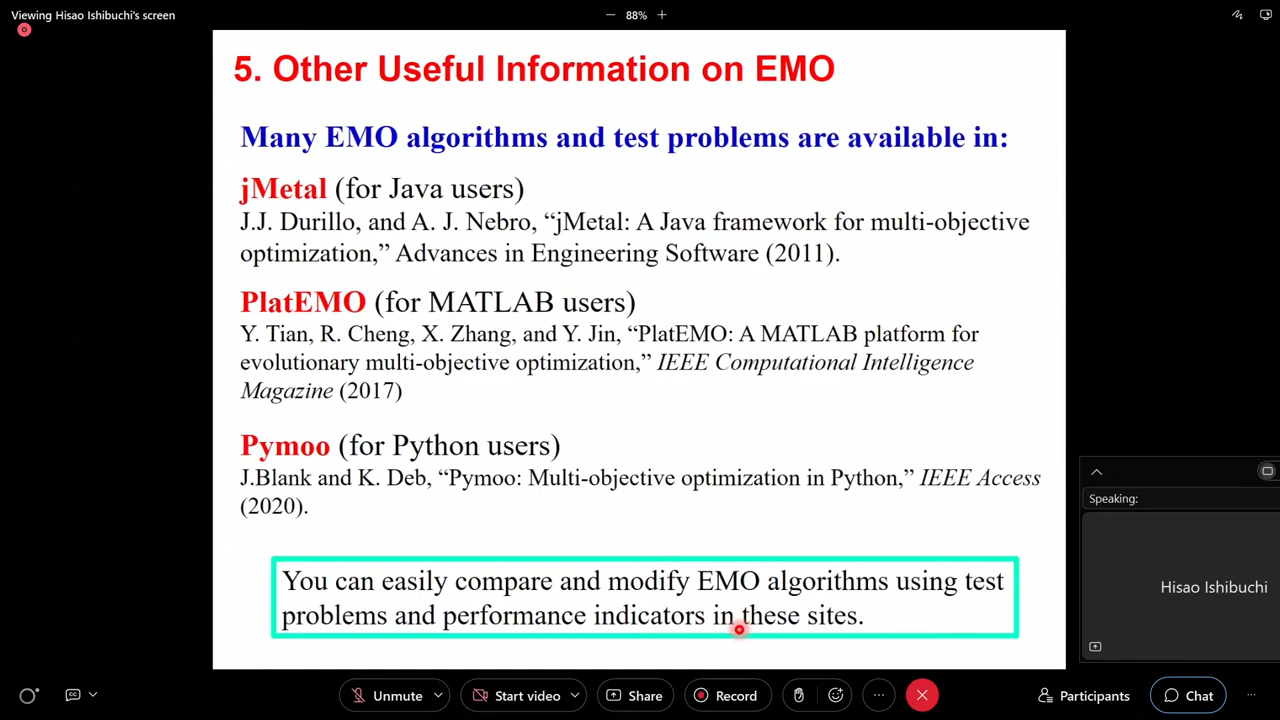 Viewing Hisao Ishibuchi's screen
88%
5. Other Useful Information on EMO
Many EMO algorithms and test problems are available in:
jMetal (for Java users)
J.J. Durillo, and A. J. Nebro, “jMetal: A Java framework for multi-objective
optimization,” Advances in Engineering Software (2011).
PlatEMO (for MATLAB users)
Y. Tian, R. Cheng, X. Zhang, and Y. Jin, “PlatEMO: A MATLAB platform for
evolutionary multi-objective optimization,” IEEE Computational Intelligence
Magazine (2017)
Pymoo (for Python users)
J.Blank and K. Deb, “Pymoo: Multi-objective optimization in Python,” IEEE Access
(2020).
You can easily compare and modify EMO algorithms using test
problems and performance indicators in these sites.
Speaking:
Hisao Ishibuchi
CC
Unmute
Start video
Share
Record
Participants
Chat